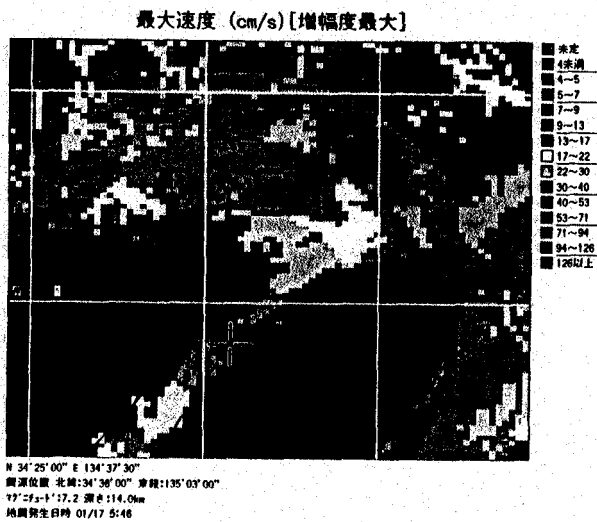 最大速度 (cm/s)[増幅度最大]
未定
4未満
4~5
5~7
7~9
9~13
13~17
17~22
22~30
30~40
40~53
53~71
71~94
94~126
126以上
N 34°25'00" E 134°37'30"
震源位置 北緯:34°36'00" 東経:135°03'00"
マグニチュード:7.2 深さ:14.0km
地震発生日時 01/17 5:46